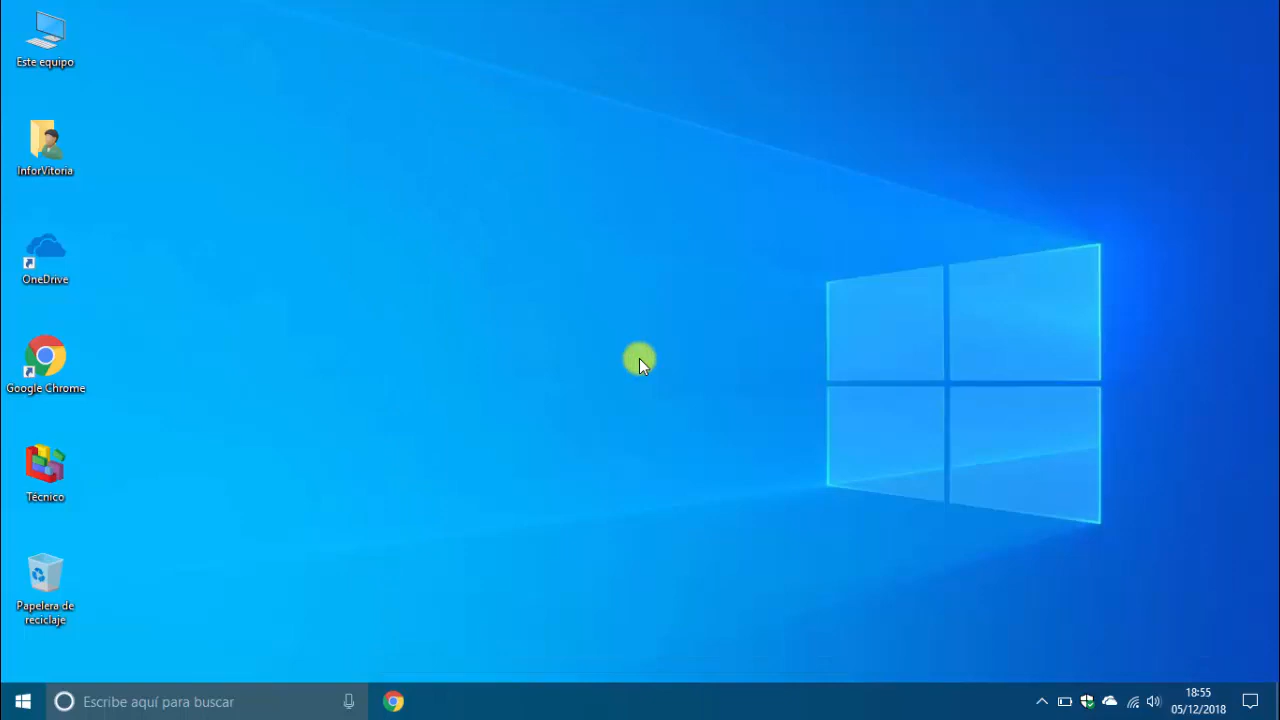 Este equipo
InforVitoria
OneDrive
Google Chrome
Técnico
Papelera de
reciclaje
Escribe aquí para buscar
18:55
05/12/2018